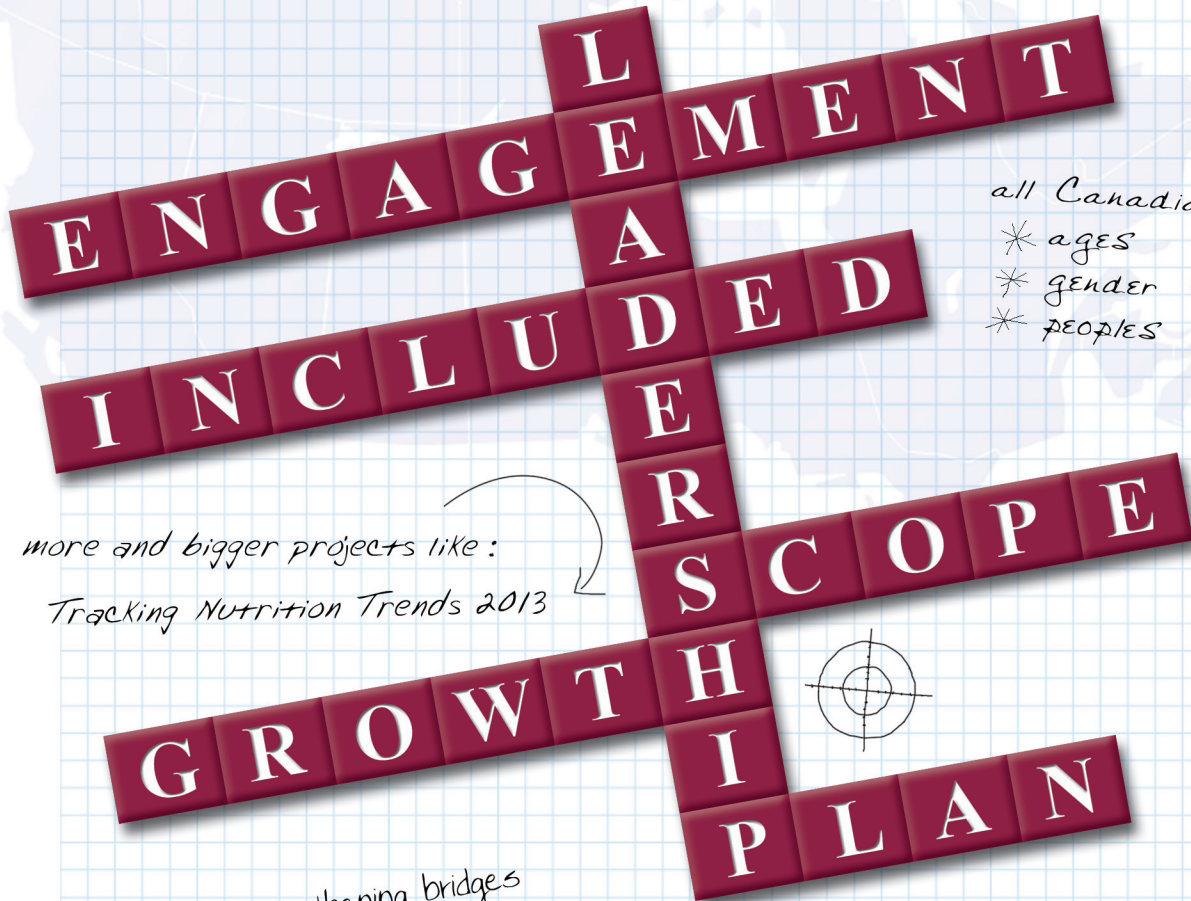 LEADERSHIP
ENGAGEMENT
all
* ages
* gender
* peoples
INCLUDED
more and bigger projects like:
Tracking Nutrition Trends 2013
SCOPE
GROWTH
PLAN
bridges